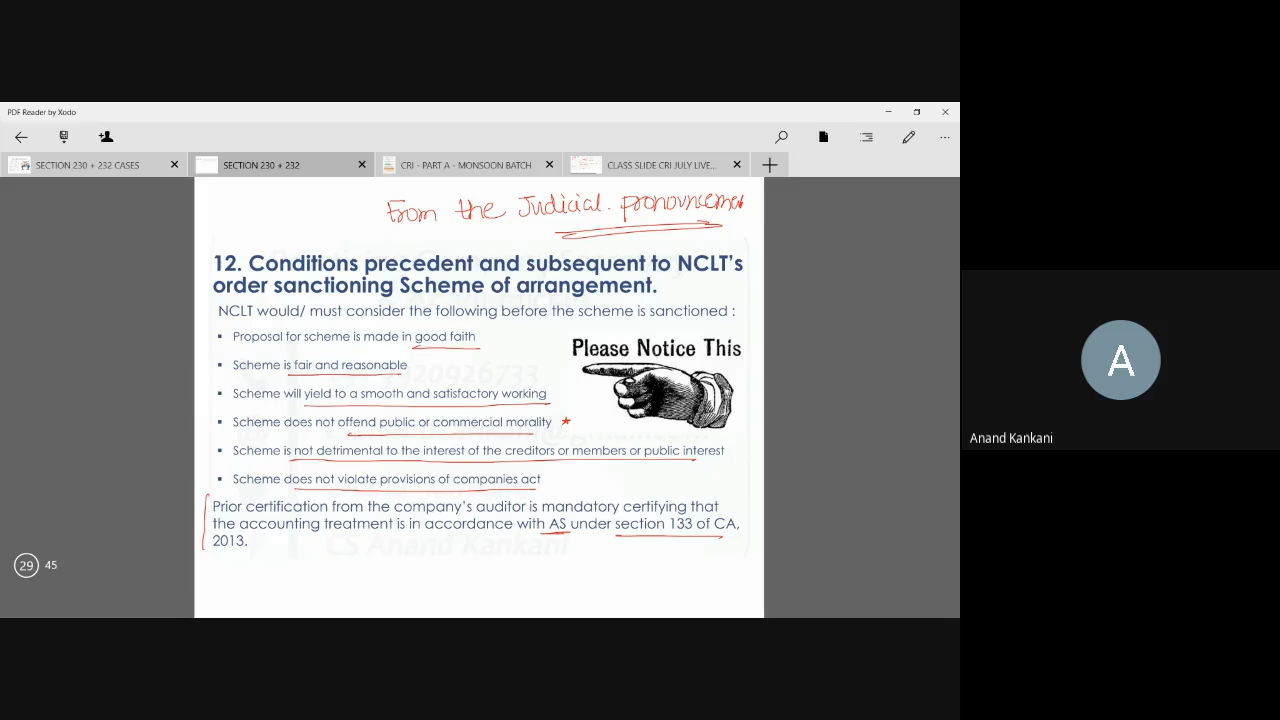 PDF Reader by Xodo
SECTION 230 + 232 CASES
SECTION 230 + 232
CRI - PART A - MONSOON BATCH
CLASS SLIDE CRI JULY LIVE...
From the Judicial. pronouncement
12. Conditions precedent and subsequent to NCLT’s
order sanctioning Scheme of arrangement.
NCLT would/ must consider the following before the scheme is sanctioned :
▪ Proposal for scheme is made in good faith
▪ Scheme is fair and reasonable
▪ Scheme will yield to a smooth and satisfactory working
▪ Scheme does not offend public or commercial morality
▪ Scheme is not detrimental to the interest of the creditors or members or public interest
▪ Scheme does not violate provisions of companies act
Please Notice This
Prior certification from the company’s auditor is mandatory certifying that
the accounting treatment is in accordance with AS under section 133 of CA,
2013.
CS Anand Kankani
29 45
A
Anand Kankani